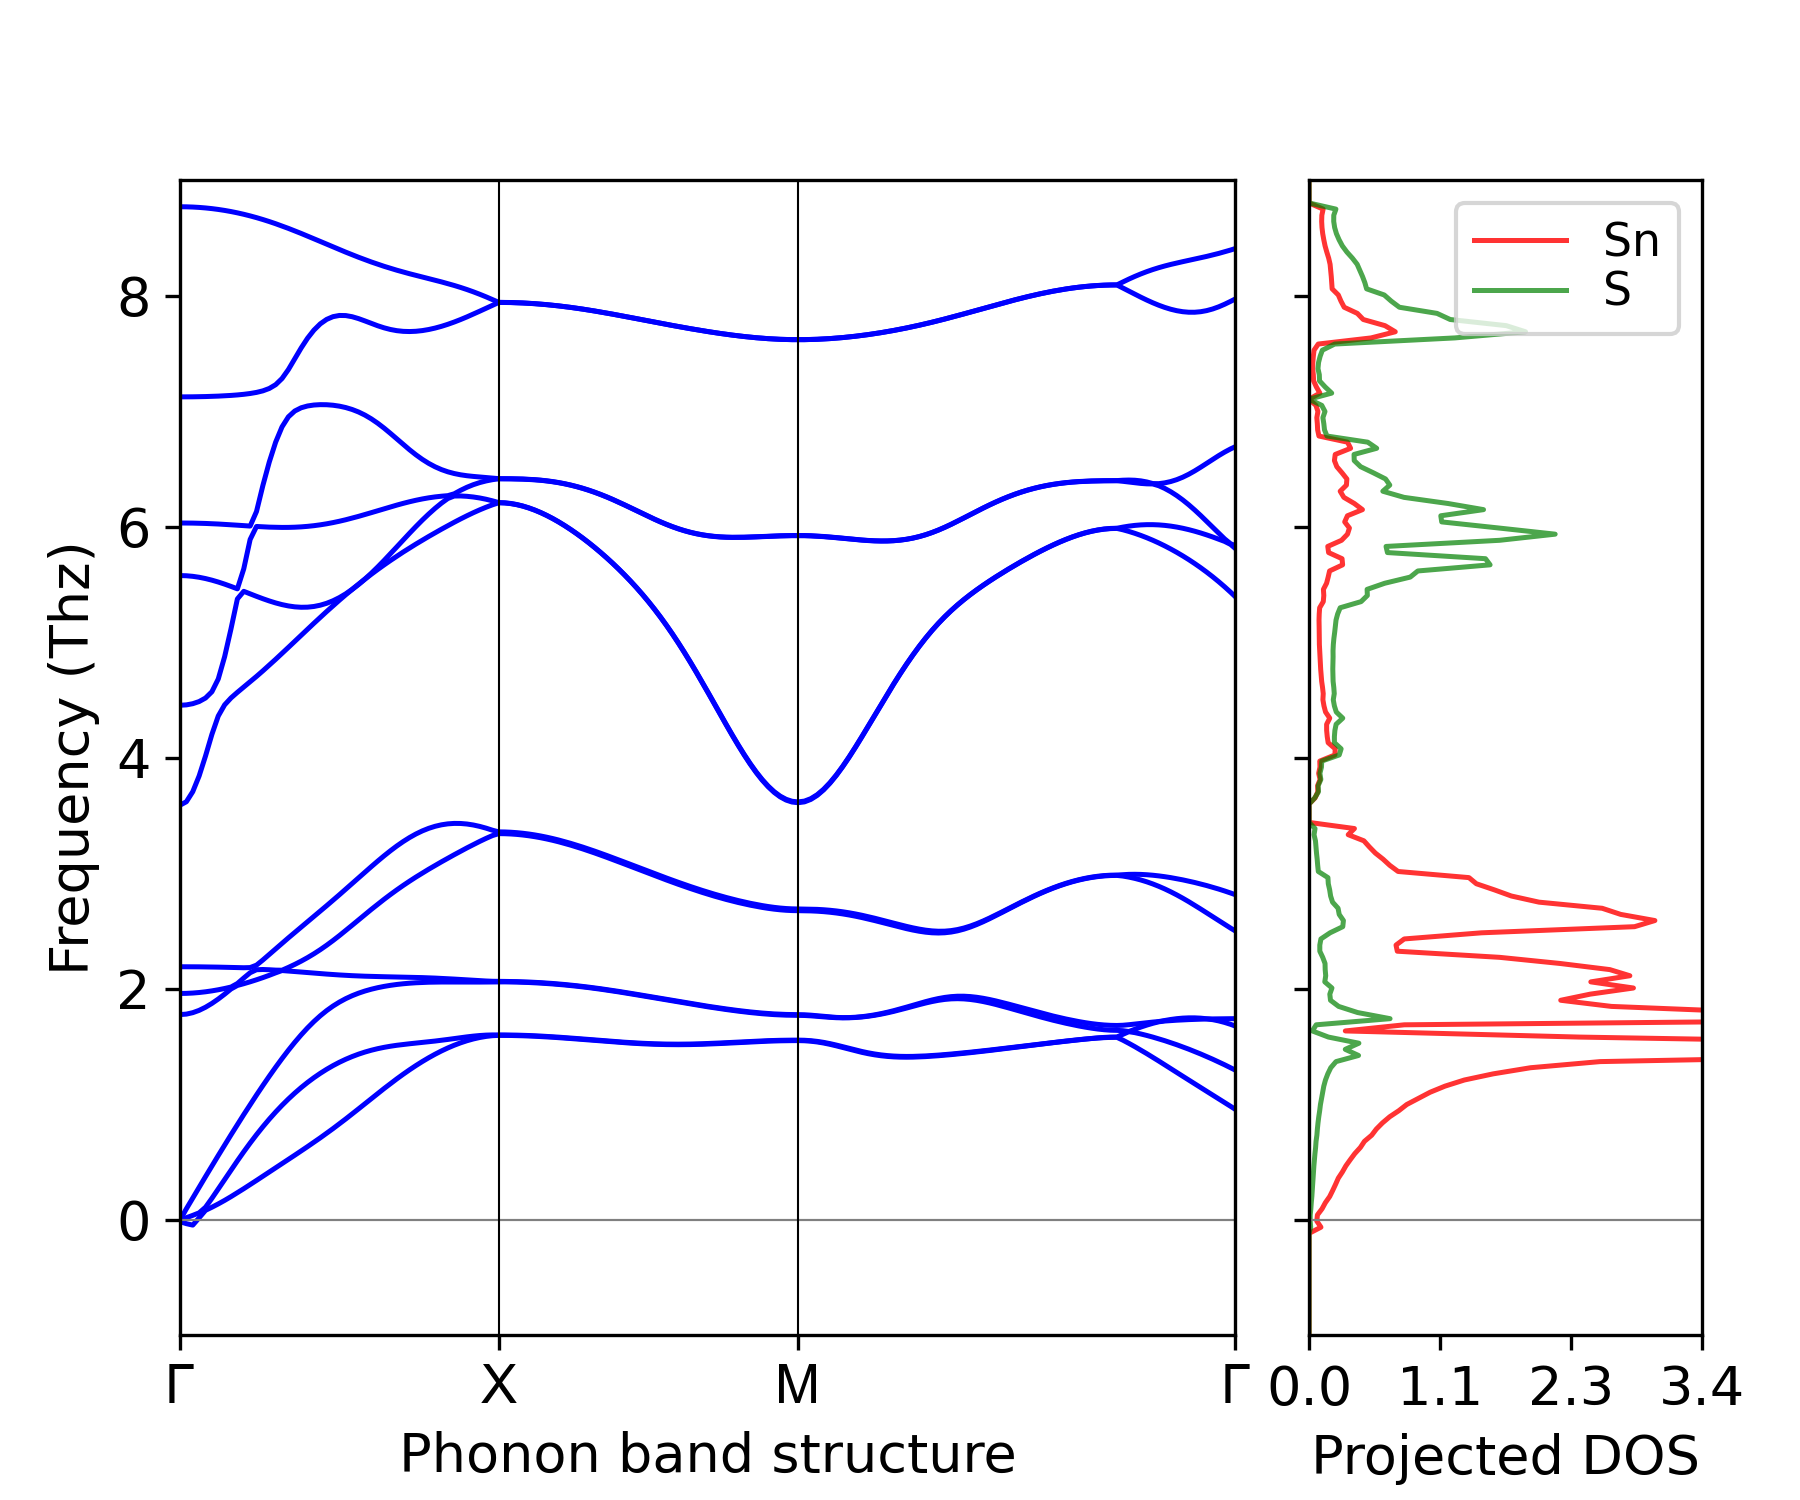 Frequency (Thz)
8
6
4
2
0
Γ X M Γ
Phonon band structure
Sn
S
0.0 1.1 2.3 3.4
Projected DOS